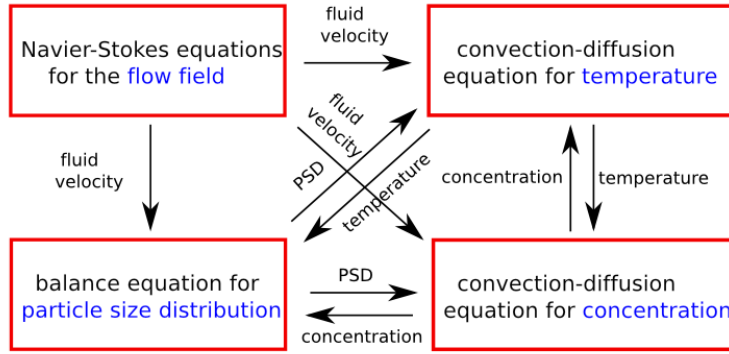 fluid
velocity
Navier-Stokes equations
for the flow field
convection-diffusion
equation for temperature
fluid
velocity
fluid
velocity
PSD
temperature
concentration
temperature
balance equation for
particle size distribution
PSD
concentration
convection-diffusion
equation for concentration